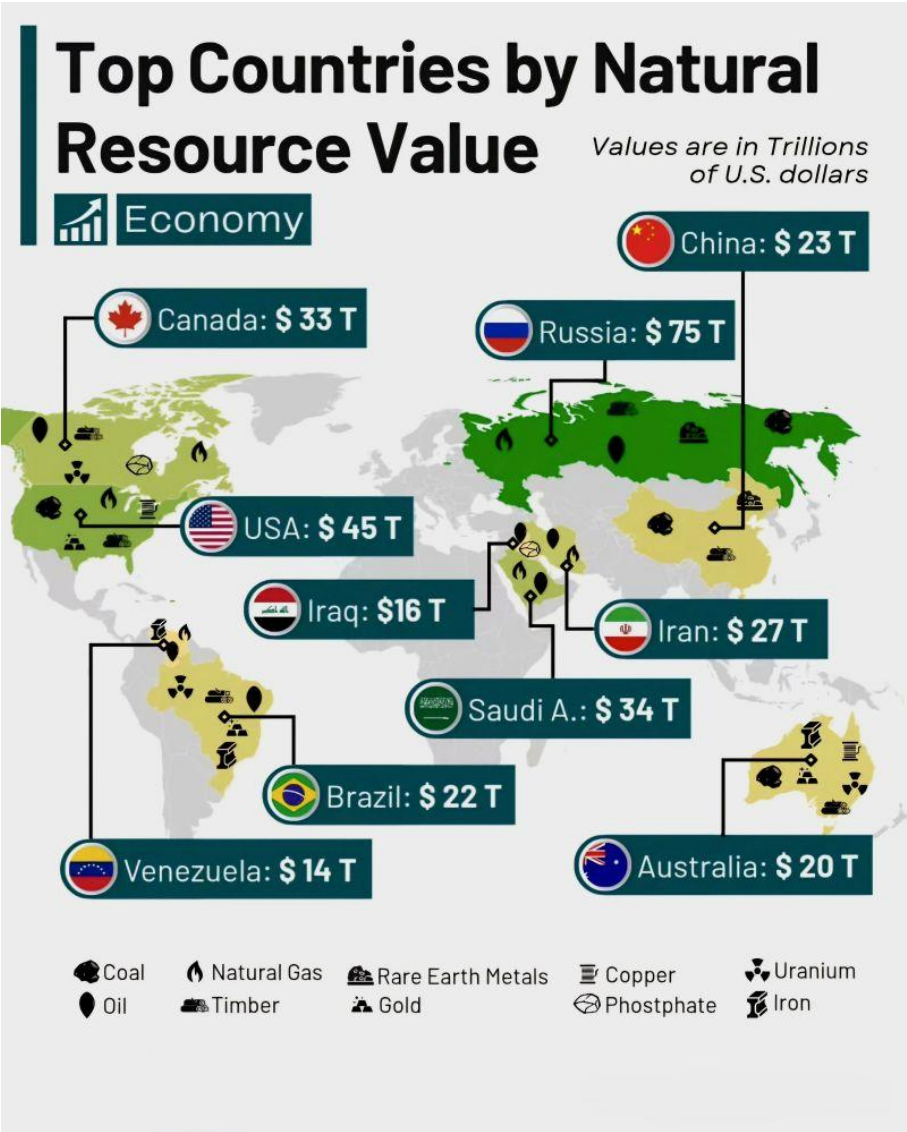 Top Countries by Natural
Resource Value
Values are in Trillions
of U.S. dollars
Economy
China: $ 23 T
Canada: $ 33 T
Russia: $ 75 T
USA: $ 45 T
Iraq: $16 T
Iran: $ 27 T
Saudi A.: $ 34 T
Brazil: $ 22 T
Venezuela: $ 14 T
Australia: $ 20 T
Coal
Natural Gas
Rare Earth Metals
Copper
Uranium
Oil
Timber
Gold
Phostphate
Iron